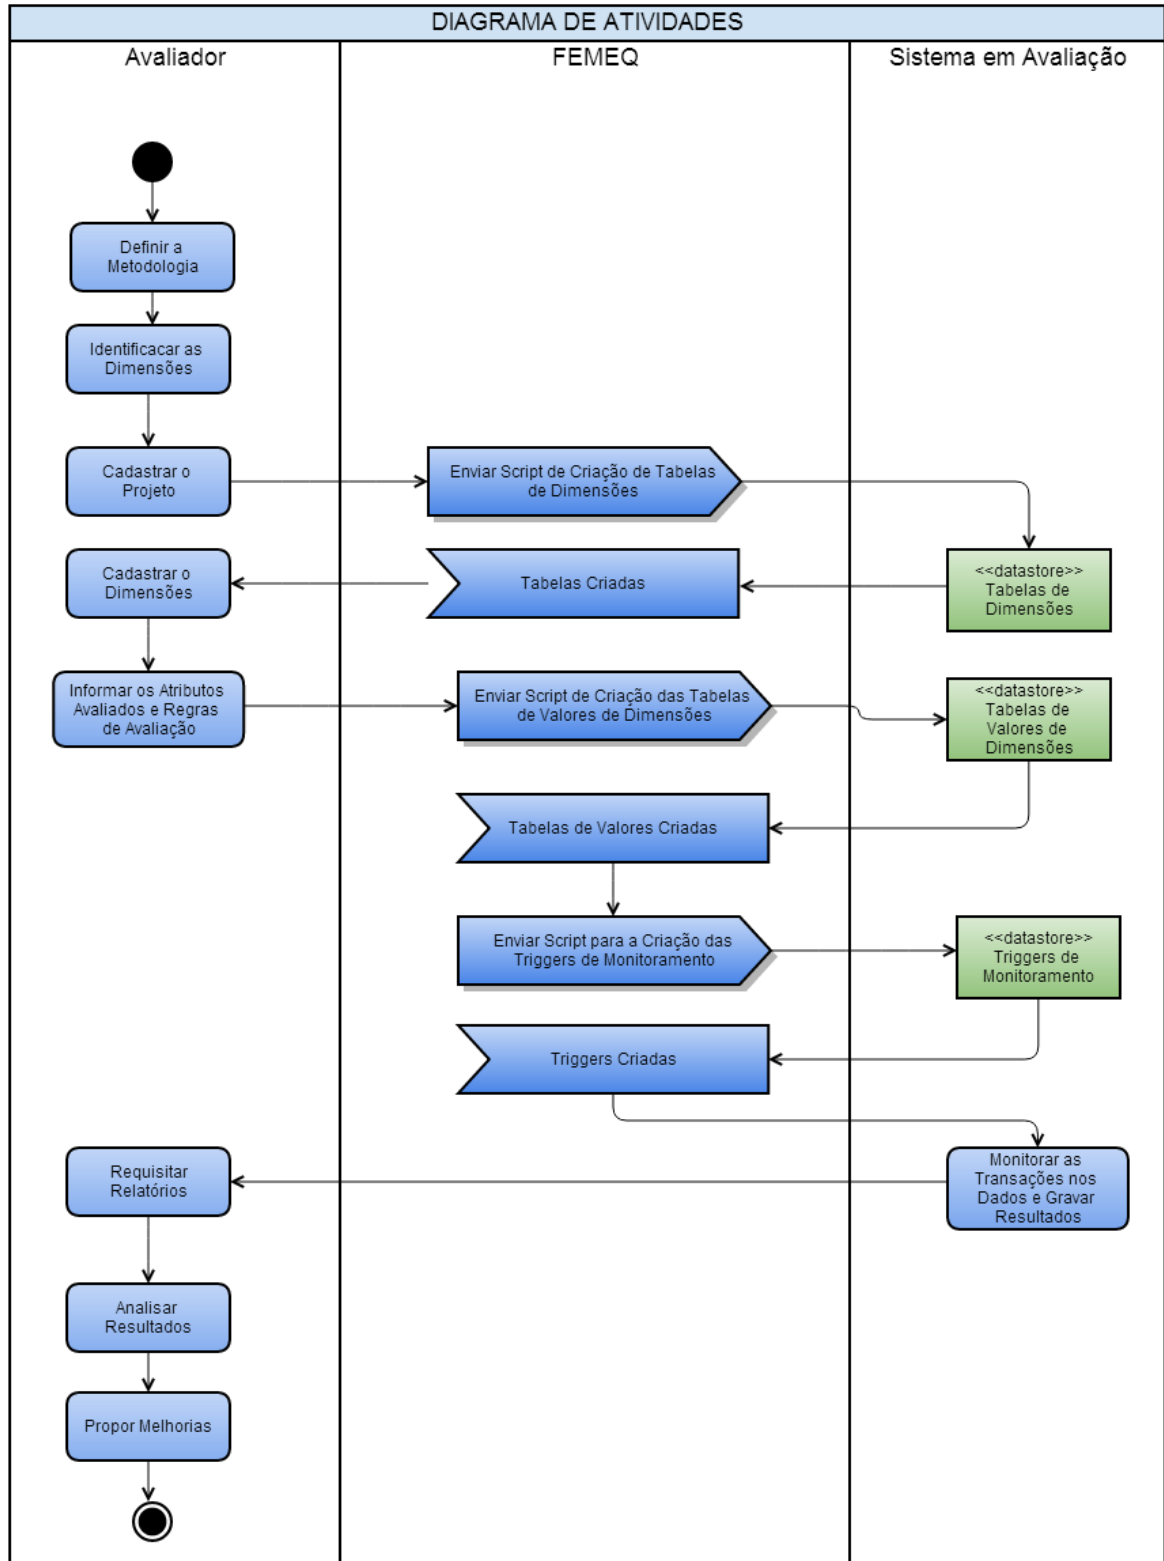 DIAGRAMA DE ATIVIDADES
Avaliador
FEMEQ
Sistema em Avaliação
Definir a
Metodologia
Identificacar as
Dimensões
Cadastrar o
Projeto
Enviar Script de Criação de Tabelas
de Dimensões
<<datastore>>
Tabelas de
Dimensões
Tabelas Criadas
Cadastrar o
Dimensões
Informar os Atributos
Avaliados e Regras
de Avaliação
Enviar Script de Criação das Tabelas
de Valores de Dimensões
<<datastore>>
Tabelas de
Valores de
Dimensões
Tabelas de Valores Criadas
Enviar Script para a Criação das
Triggers de Monitoramento
<<datastore>>
Triggers de
Monitoramento
Triggers Criadas
Monitorar as
Transações nos
Dados e Gravar
Resultados
Requisitar
Relatórios
Analisar
Resultados
Propor Melhorias